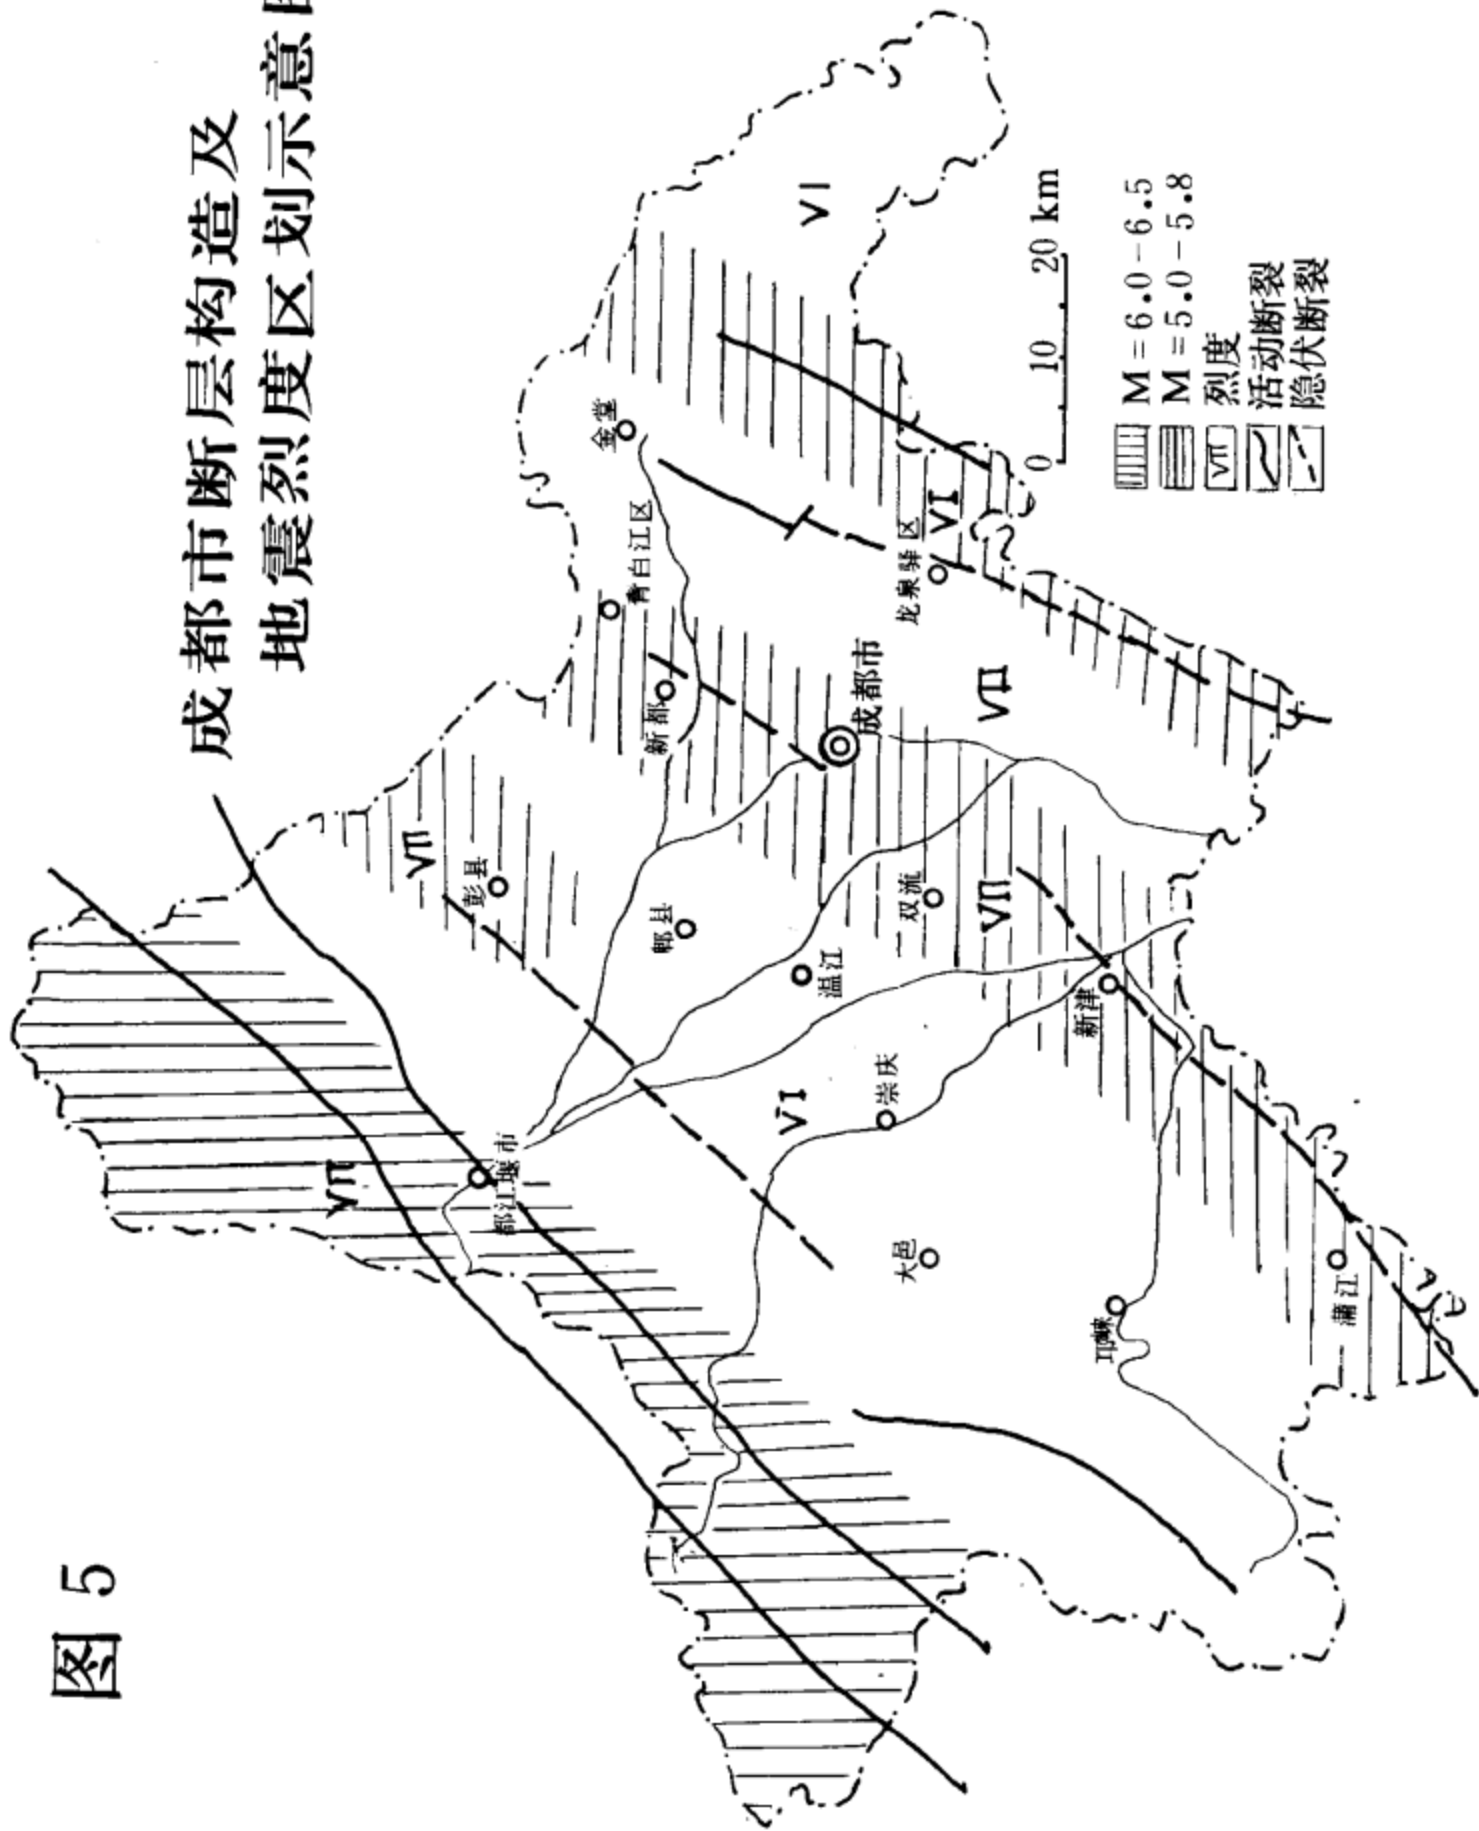 图 5
成都市断层构造及
地震烈度区划示意
VII
都江堰市
VII
彭县
郫县
温江
VI
崇庆
大邑
邛崃
蒲江
新津
VII
双流
成都市
VII
新都
青白江区
金堂
龙泉驿区
VI
VI
0 10 20 km
M=6.0-6.5
M=5.0-5.8
VII 烈度
活动断裂
隐伏断裂